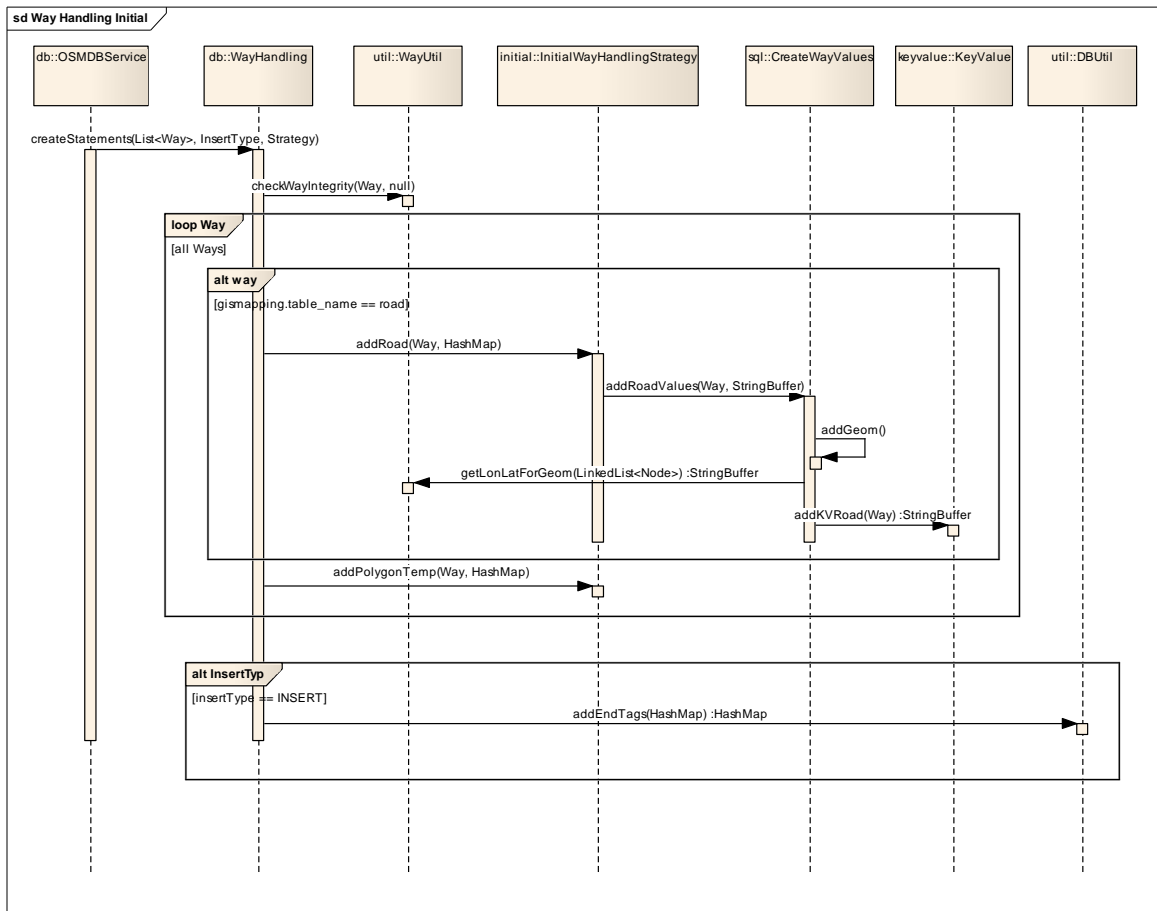 sd Way Handling Initial
db::OSMDBService
db::WayHandling
util::WayUtil
initial::InitialWayHandlingStrategy
sql::CreateWayValues
keyvalue::KeyValue
util::DBUtil
createStatements(List<Way>, InsertType, Strategy)
checkWayIntegrity(Way, null)
loop Way
[all Ways]
alt way
[gismapping.table_name == road]
addRoad(Way, HashMap)
addRoadValues(Way, StringBuffer)
addGeom()
getLonLatForGeom(LinkedList<Node>) :StringBuffer
addKVRoad(Way) :StringBuffer
addPolygonTemp(Way, HashMap)
alt InsertTyp
[insertType == INSERT]
addEndTags(HashMap) :HashMap